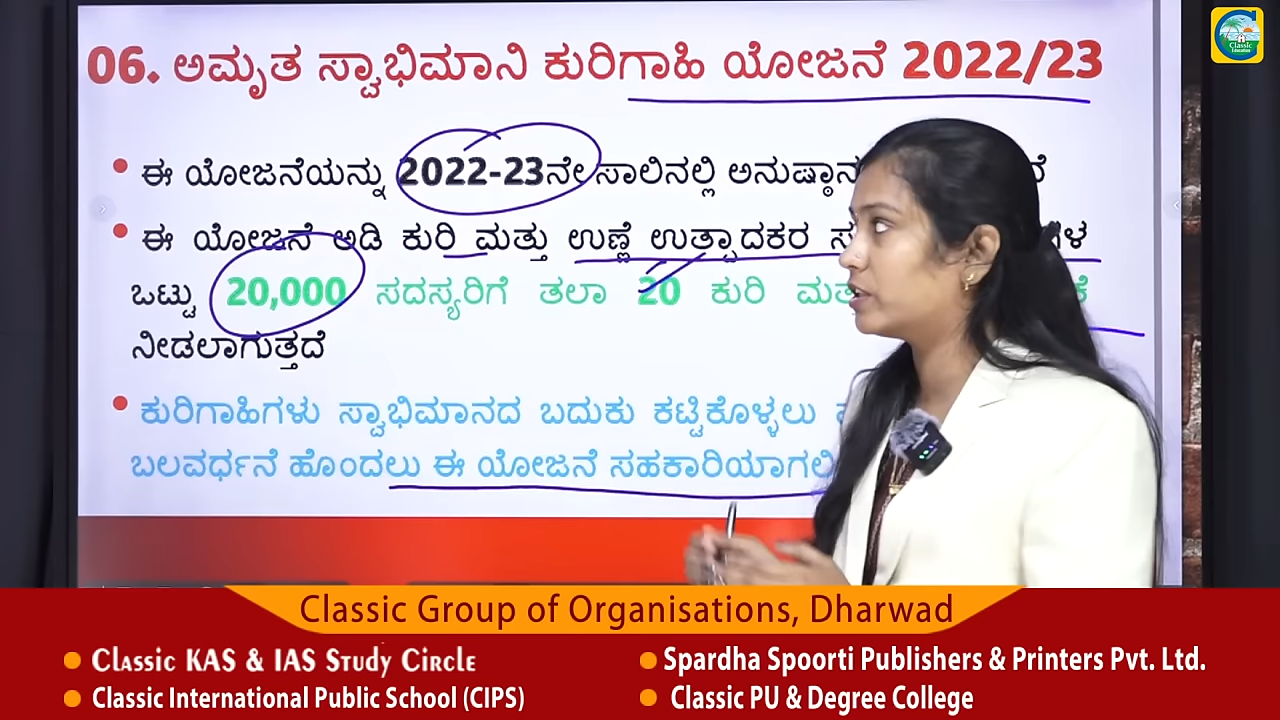 Classic
Education
06. ಅಮೃತ ಸ್ವಾಭಿಮಾನಿ ಕುರಿಗಾಹಿ ಯೋಜನೆ 2022/23
ಈ ಯೋಜನೆಯನ್ನು 2022-23ನೇ ಸಾಲಿನಲ್ಲಿ
ಈ ಯೋಜನೆ ಅಡಿ ಕುರಿ ಮತ್ತು ಉಣ್ಣೆ ಉತ್ಪಾದಕರ
ಒಟ್ಟು 20,000 ಸದಸ್ಯರಿಗೆ ತಲಾ 20 ಕುರಿ
ನೀಡಲಾಗುತ್ತದೆ
ಕುರಿಗಾಹಿಗಳು ಸ್ವಾಭಿಮಾನದ ಬದುಕು ಕಟ್ಟಿಕೊಳ್ಳಲು
ಬಲವರ್ಧನೆ ಹೊಂದಲು ಈ ಯೋಜನೆ
Classic Group of Organisations, Dharwad
Classic KAS & IAS Study Circle
Spardha Spoorti Publishers & Printers Pvt. Ltd.
Classic International Public School (CIPS)
Classic PU & Degree College